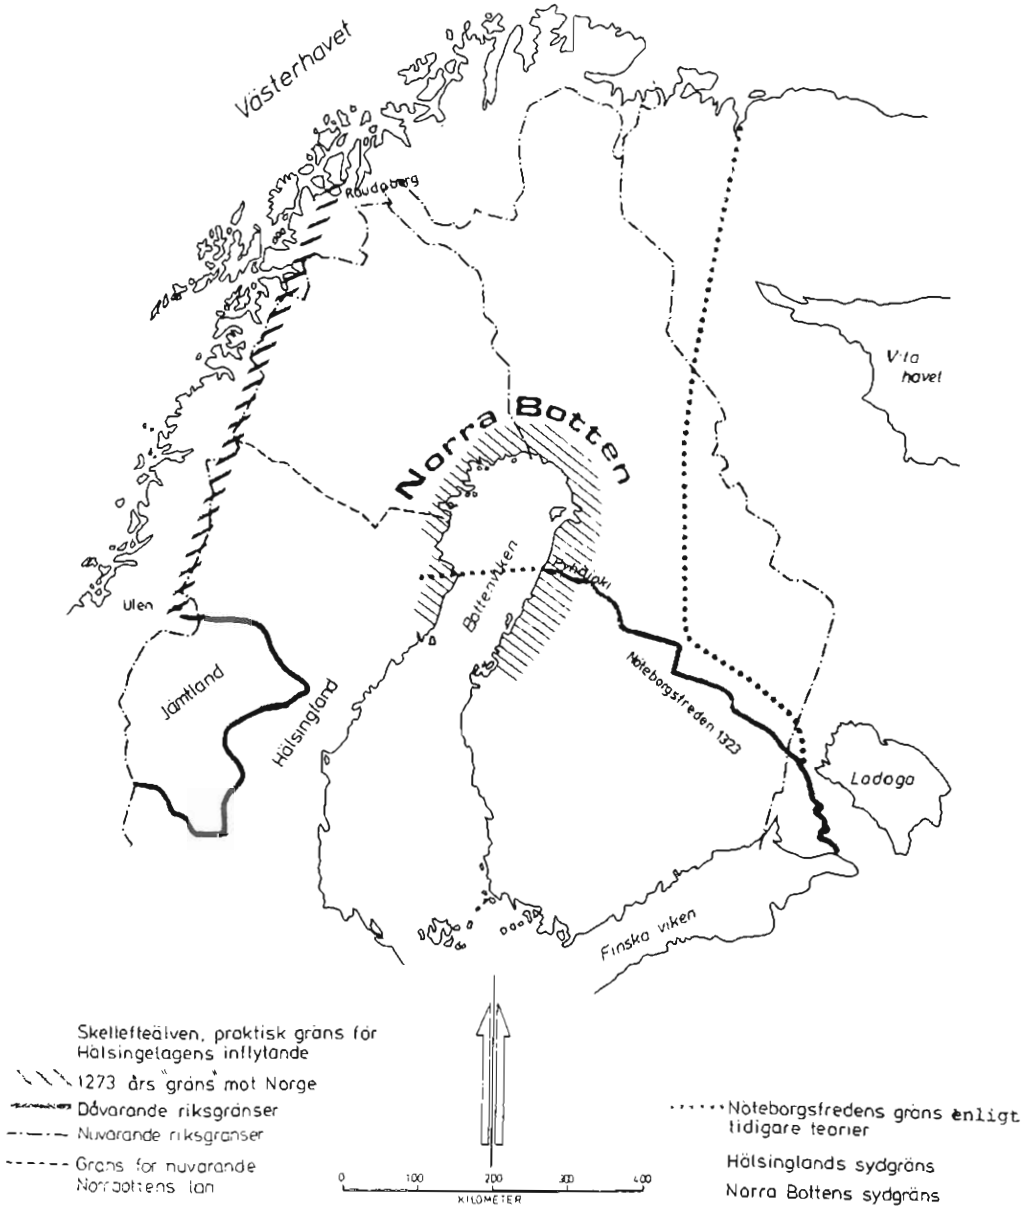 Västerhavet
Norra Botten
Vita
havet
Bottenviken
Pyhäjoki
Ulen
Jämtland
Hälsingland
Nöteborgsfreden 1323
Ladoga
Finska viken
Skellefteälven, praktisk gräns för
Hälsingelagens inflytande
1273 års "gräns" mot Norge
Dåvarande riksgränser
Nuvarande riksgränser
Gräns för nuvarande
Norrbottens län
0 100 200 300 400
KILOMETER
Nöteborgsfredens gräns enligt
tidigare teorier
Hälsinglands sydgräns
Norra Bottens sydgräns